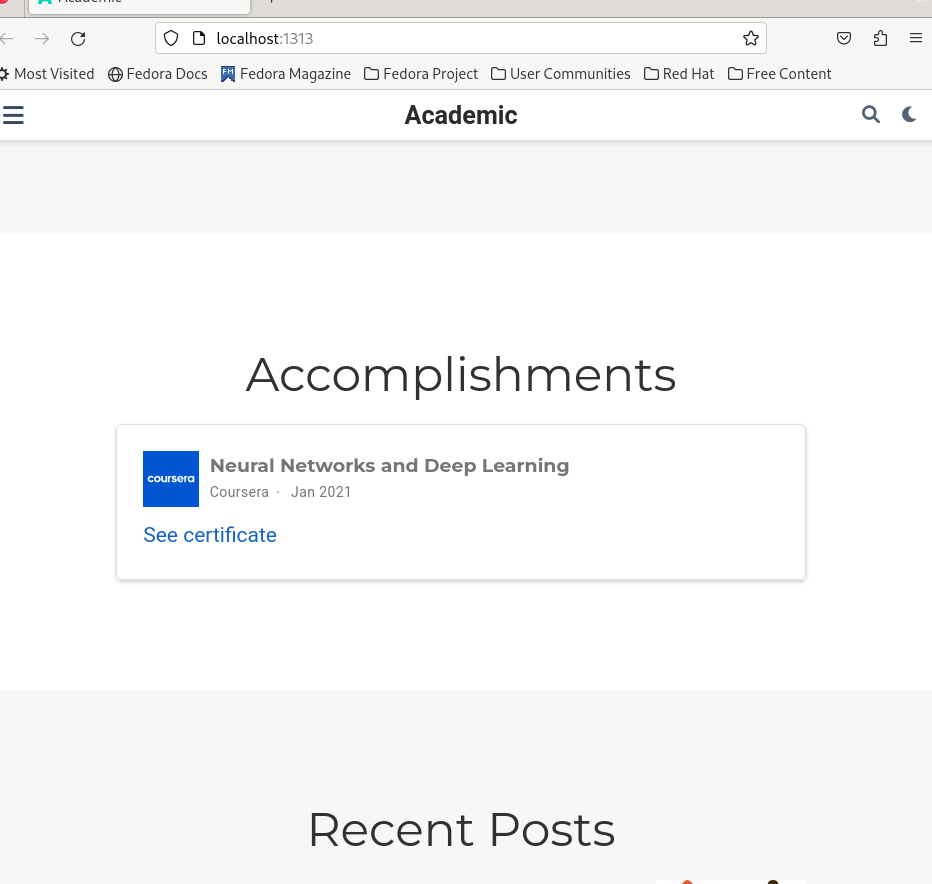 Academic
localhost:1313
Most Visited Fedora Docs FM Fedora Magazine Fedora Project User Communities Red Hat Free Content
Academic
Accomplishments
coursera
Neural Networks and Deep Learning
Coursera · Jan 2021
See certificate
Recent Posts